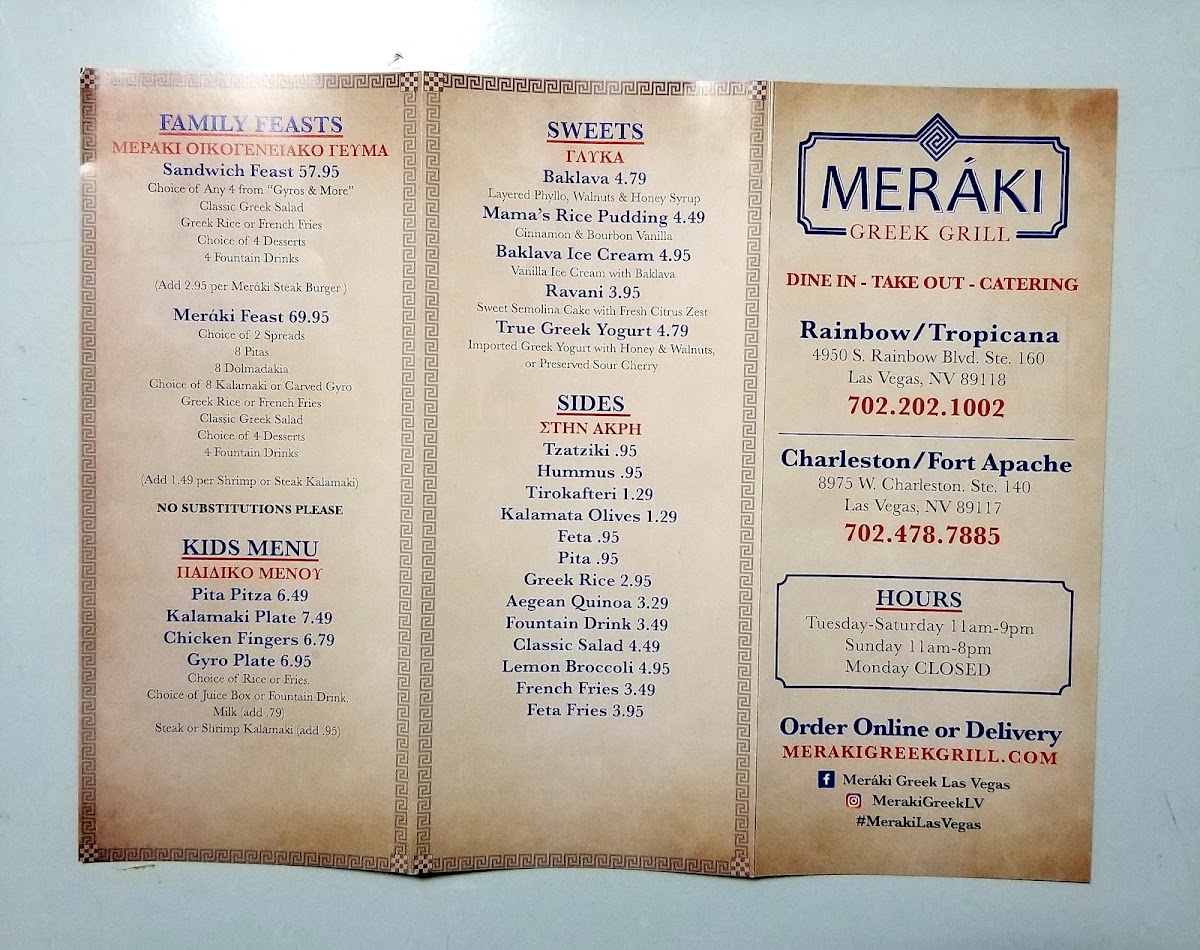 FAMILY FEASTS
ΜΕΡΑΚΙ ΟΙΚΟΓΕΝΕΙΑΚΟ ΓΕΥΜΑ
Sandwich Feast 57.95
Choice of Any 4 from “Gyros & More”
Classic Greek Salad
Greek Rice or French Fries
Choice of 4 Desserts
4 Fountain Drinks
(Add 2.95 per Meráki Steak Burger )
Meráki Feast 69.95
Choice of 2 Spreads
8 Pitas
8 Dolmadakia
Choice of 8 Kalamaki or Carved Gyro
Greek Rice or French Fries
Classic Greek Salad
Choice of 4 Desserts
4 Fountain Drinks
(Add 1.49 per Shrimp or Steak Kalamaki)
NO SUBSTITUTIONS PLEASE
KIDS MENU
ΠΑΙΔΙΚΟ ΜΕΝΟΥ
Pita Pitza 6.49
Kalamaki Plate 7.49
Chicken Fingers 6.79
Gyro Plate 6.95
Choice of Rice or Fries.
Choice of Juice Box or Fountain Drink.
Milk (add .79)
Steak or Shrimp Kalamaki (add .95)
SWEETS
ΓΛΥΚΑ
Baklava 4.79
Layered Phyllo, Walnuts & Honey Syrup
Mama’s Rice Pudding 4.49
Cinnamon & Bourbon Vanilla
Baklava Ice Cream 4.95
Vanilla Ice Cream with Baklava
Ravani 3.95
Sweet Semolina Cake with Fresh Citrus Zest
True Greek Yogurt 4.79
Imported Greek Yogurt with Honey & Walnuts,
or Preserved Sour Cherry
SIDES
ΣΤΗΝ ΑΚΡΗ
Tzatziki .95
Hummus .95
Tirokafteri 1.29
Kalamata Olives 1.29
Feta .95
Pita .95
Greek Rice 2.95
Aegean Quinoa 3.29
Fountain Drink 3.49
Classic Salad 4.49
Lemon Broccoli 4.95
French Fries 3.49
Feta Fries 3.95
MERÁKI
GREEK GRILL
DINE IN - TAKE OUT - CATERING
Rainbow/Tropicana
4950 S. Rainbow Blvd. Ste. 160
Las Vegas, NV 89118
702.202.1002
Charleston/Fort Apache
8975 W. Charleston. Ste. 140
Las Vegas, NV 89117
702.478.7885
HOURS
Tuesday-Saturday 11am-9pm
Sunday 11am-8pm
Monday CLOSED
Order Online or Delivery
MERAKIGREEKGRILL.COM
Meráki Greek Las Vegas
MerakiGreekLV
#MerakiLasVegas